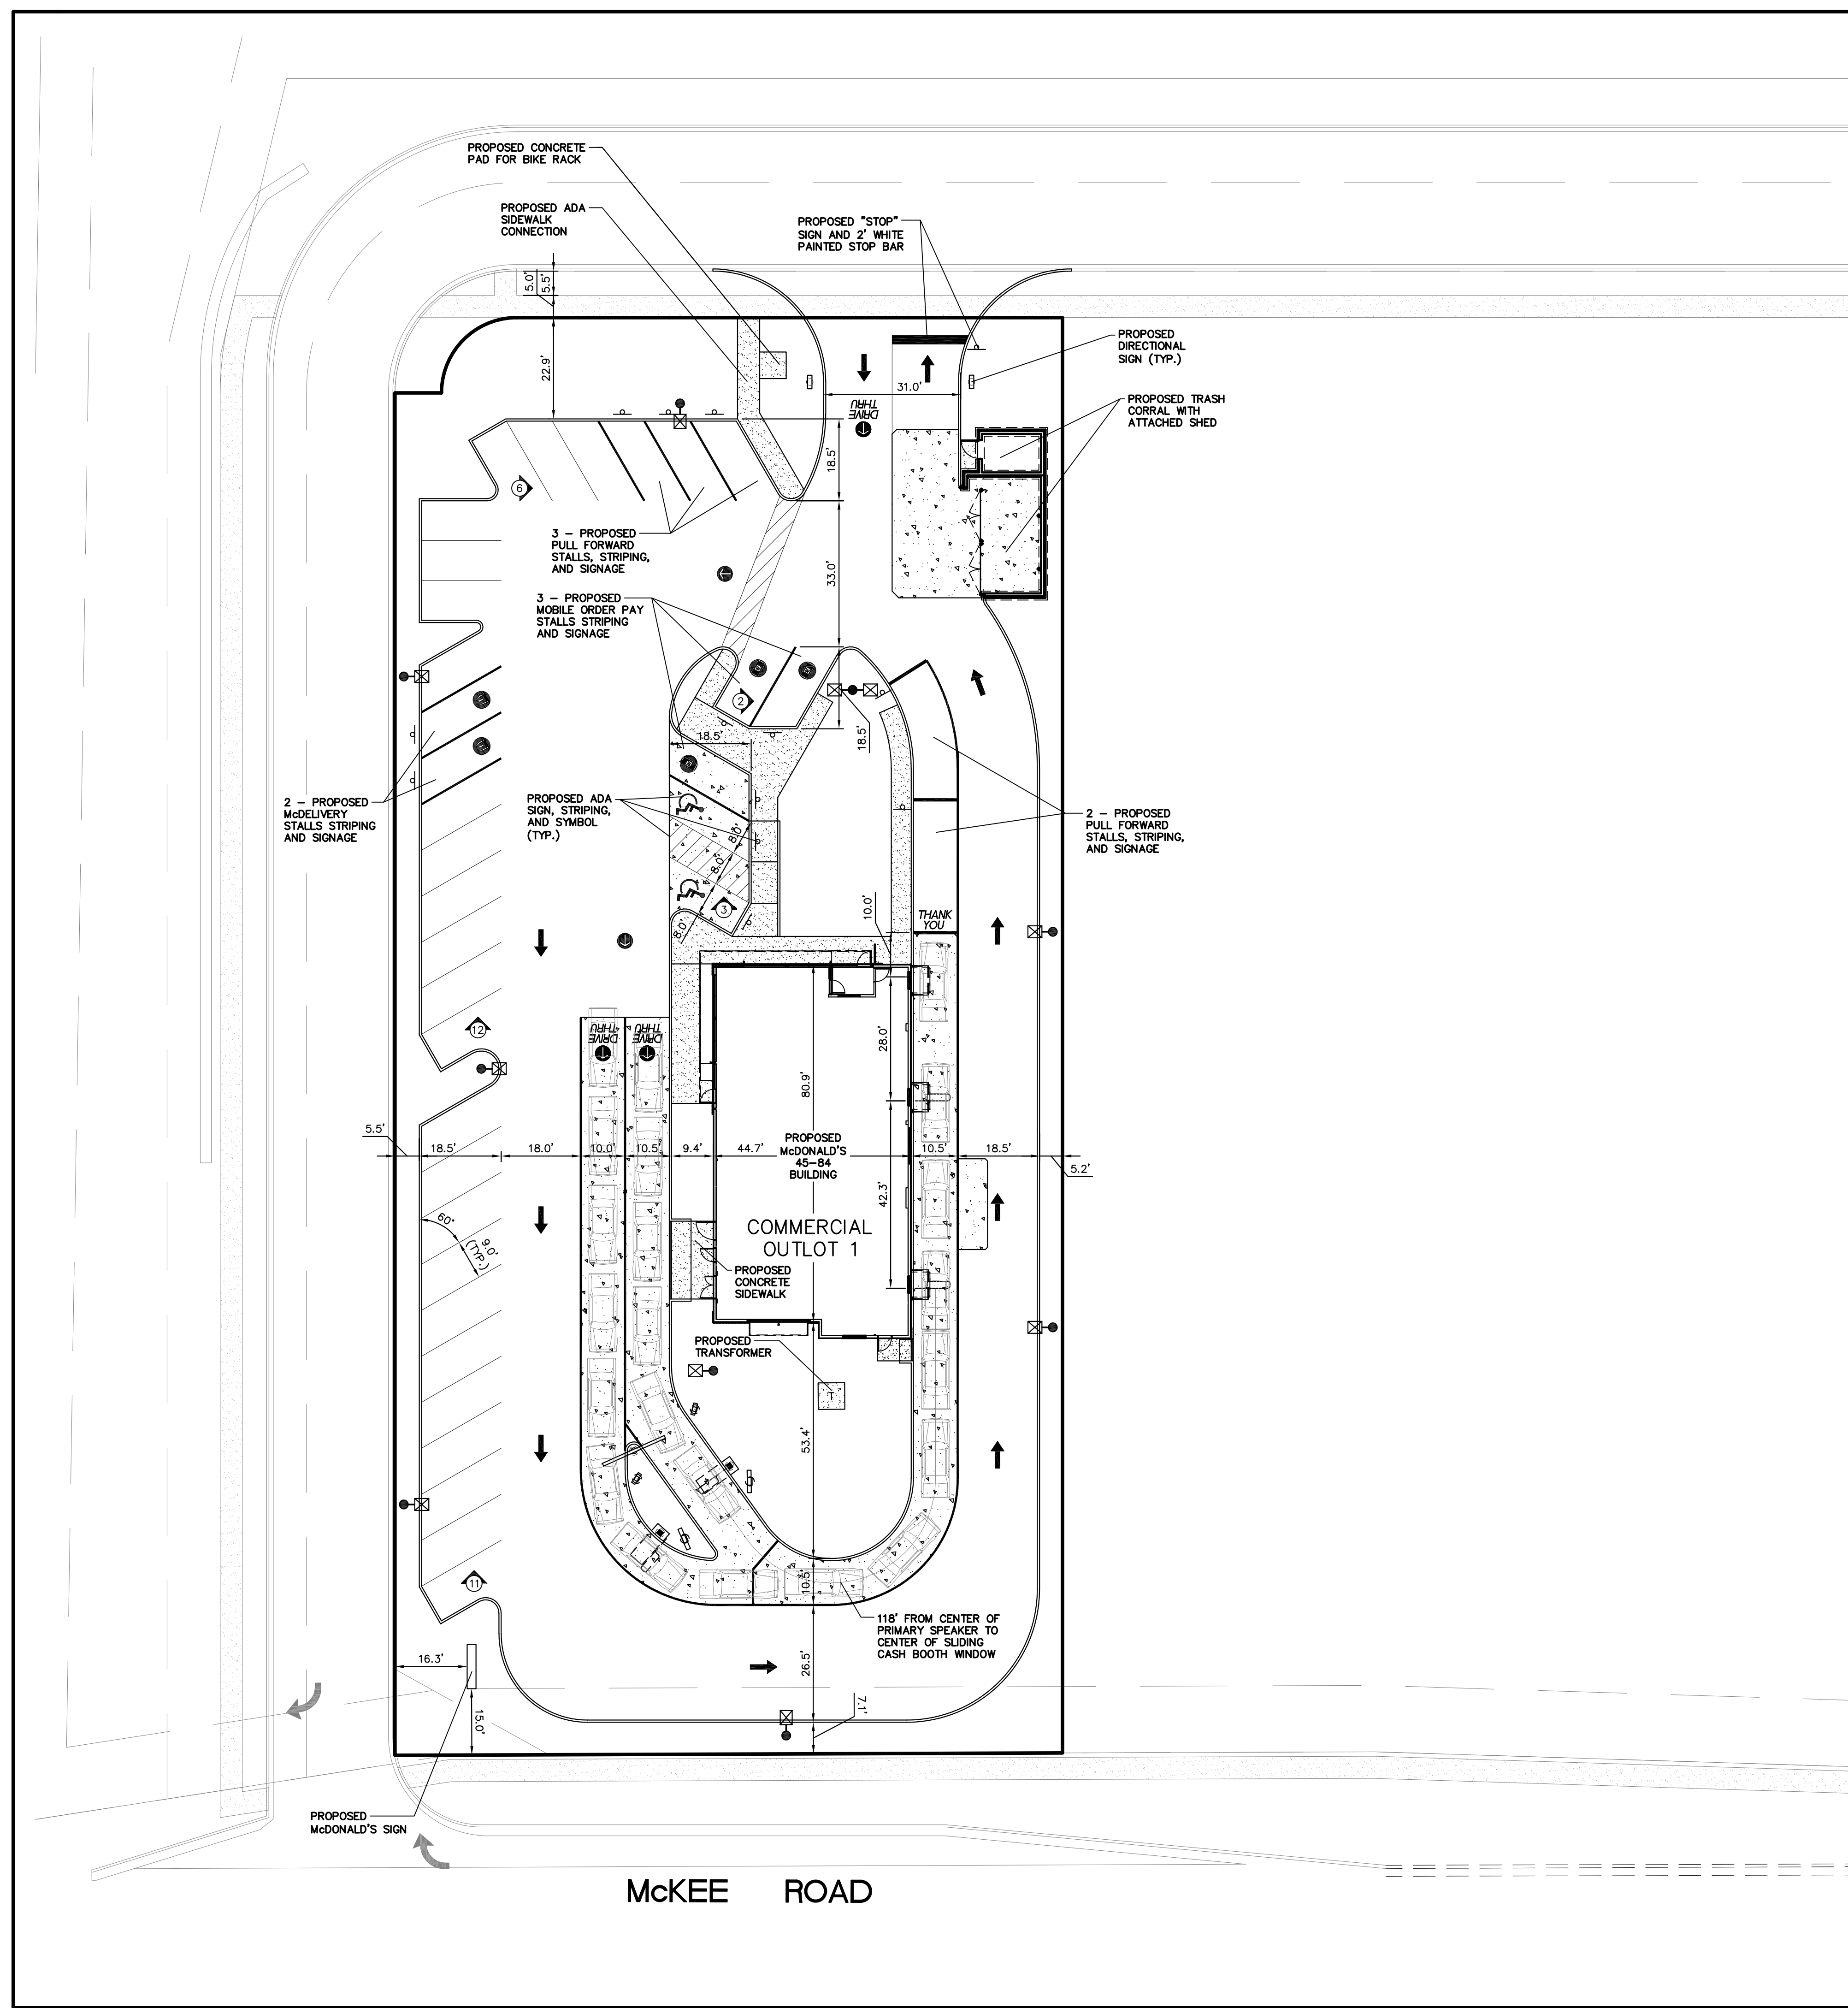 PROPOSED CONCRETE
PAD FOR BIKE RACK
PROPOSED ADA
SIDEWALK
CONNECTION
PROPOSED "STOP"
SIGN AND 2' WHITE
PAINTED STOP BAR
5.0'
5.5'
22.9'
PROPOSED
DIRECTIONAL
SIGN (TYP.)
31.0'
DRIVE
THRU
PROPOSED TRASH
CORRAL WITH
ATTACHED SHED
18.5'
6
3 – PROPOSED
PULL FORWARD
STALLS, STRIPING,
AND SIGNAGE
33.0'
3 – PROPOSED
MOBILE ORDER PAY
STALLS STRIPING
AND SIGNAGE
2
18.5'
18.5'
2 – PROPOSED
McDELIVERY
STALLS STRIPING
AND SIGNAGE
PROPOSED ADA
SIGN, STRIPING,
AND SYMBOL
(TYP.)
8.0'
8.0'
8.0'
3
2 – PROPOSED
PULL FORWARD
STALLS, STRIPING,
AND SIGNAGE
10.0'
THANK
YOU
12
DRIVE
THRU
DRIVE
THRU
28.0'
80.9'
5.5'
18.5'
18.0'
10.0'
10.5'
9.4'
44.7'
PROPOSED
McDONALD'S
45–84
BUILDING
10.5'
18.5'
5.2'
42.3'
60°
9.0'
(TYP.)
COMMERCIAL
OUTLOT 1
PROPOSED
CONCRETE
SIDEWALK
PROPOSED
TRANSFORMER
T
53.4'
11
10.5'
118' FROM CENTER OF
PRIMARY SPEAKER TO
CENTER OF SLIDING
CASH BOOTH WINDOW
16.3'
26.5'
15.0'
7.1'
PROPOSED
McDONALD'S SIGN
McKEE ROAD